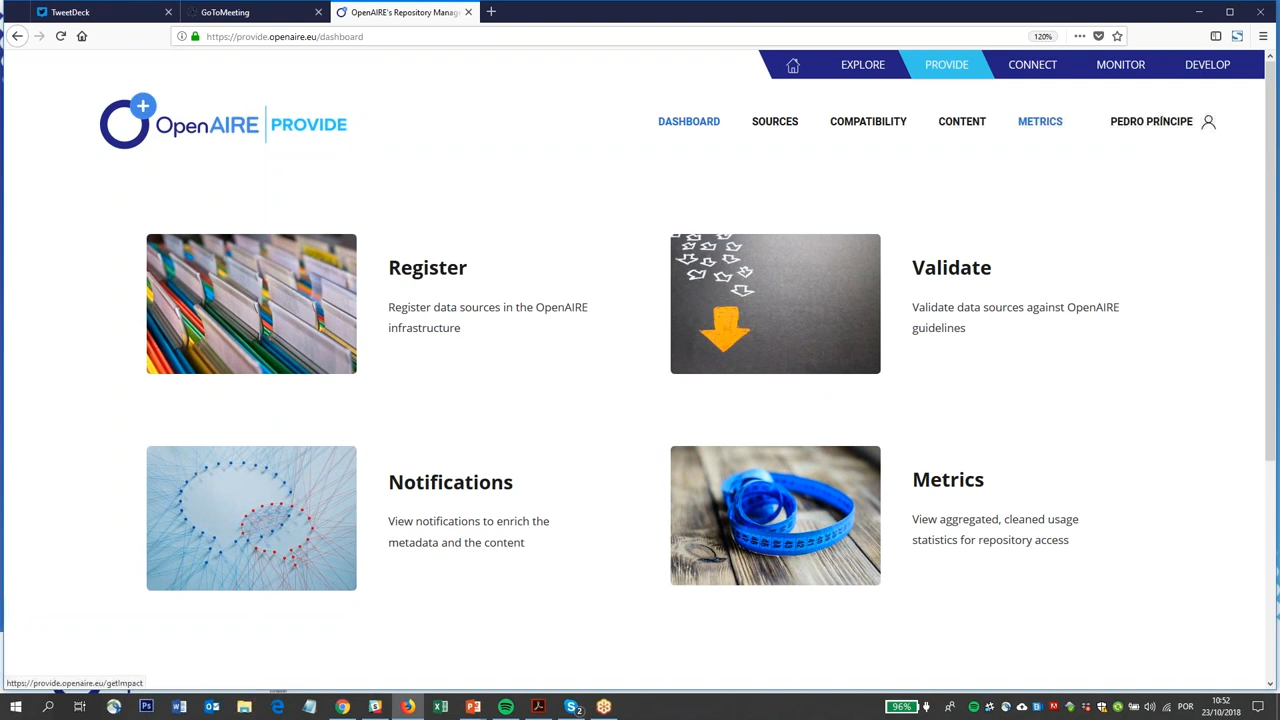 TweetDeck
GoToMeeting
OpenAIRE's Repository Manag
https://provide.openaire.eu/dashboard
120%
EXPLORE
PROVIDE
CONNECT
MONITOR
DEVELOP
OpenAIRE PROVIDE
DASHBOARD
SOURCES
COMPATIBILITY
CONTENT
METRICS
PEDRO PRÍNCIPE
Register
Register data sources in the OpenAIRE
infrastructure
Validate
Validate data sources against OpenAIRE
guidelines
Notifications
View notifications to enrich the
metadata and the content
Metrics
View aggregated, cleaned usage
statistics for repository access
https://provide.openaire.eu/getImpact
96%
POR
10:52
23/10/2018